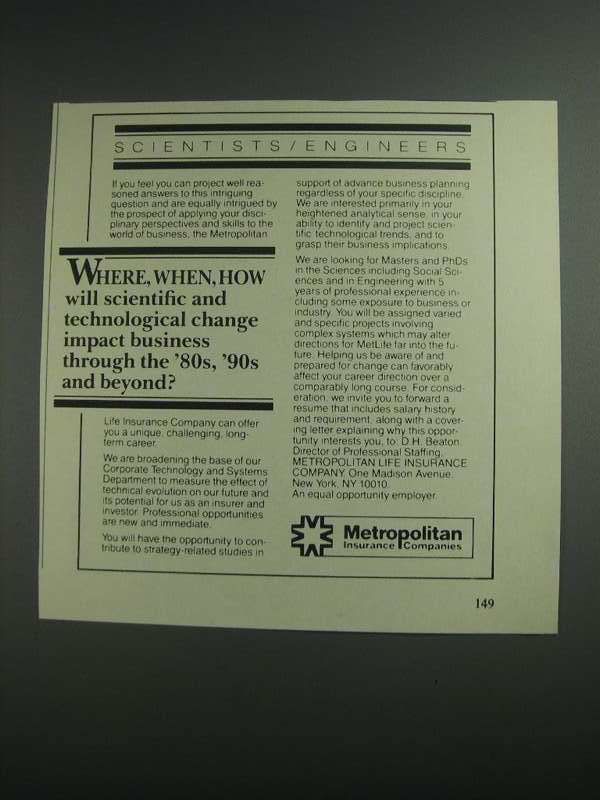 SCIENTISTS/ENGINEERS
If you feel you can project well rea-
soned answers to this intriguing
question and are equally intrigued by
the prospect of applying your disci-
plinary perspectives and skills to the
world of business, the Metropolitan
WHERE, WHEN, HOW
will scientific and
technological change
impact business
through the '80s, '90s
and beyond?
Life Insurance Company can offer
you a unique, challenging, long-
term career.
We are broadening the base of our
Corporate Technology and Systems
Department to measure the effect of
technical evolution on our future and
its potential for us as an insurer and
investor. Professional opportunities
are new and immediate.
You will have the opportunity to con-
tribute to strategy-related studies in
support of advance business planning
regardless of your specific discipline.
We are interested primarily in your
heightened analytical sense, in your
ability to identify and project scien-
tific technological trends, and to
grasp their business implications.
We are looking for Masters and PhDs
in the Sciences including Social Sci-
ences and in Engineering with 5
years of professional experience in-
cluding some exposure to business or
industry. You will be assigned varied
and specific projects involving
complex systems which may alter
directions for MetLife far into the fu-
ture. Helping us be aware of and
prepared for change can favorably
affect your career direction over a
comparably long course. For consid-
eration, we invite you to forward a
resume that includes salary history
and requirement, along with a cover-
ing letter explaining why this oppor-
tunity interests you, to: D.H. Beaton,
Director of Professional Staffing,
METROPOLITAN LIFE INSURANCE
COMPANY, One Madison Avenue,
New York, NY 10010.
An equal opportunity employer.
Metropolitan
Insurance Companies
149